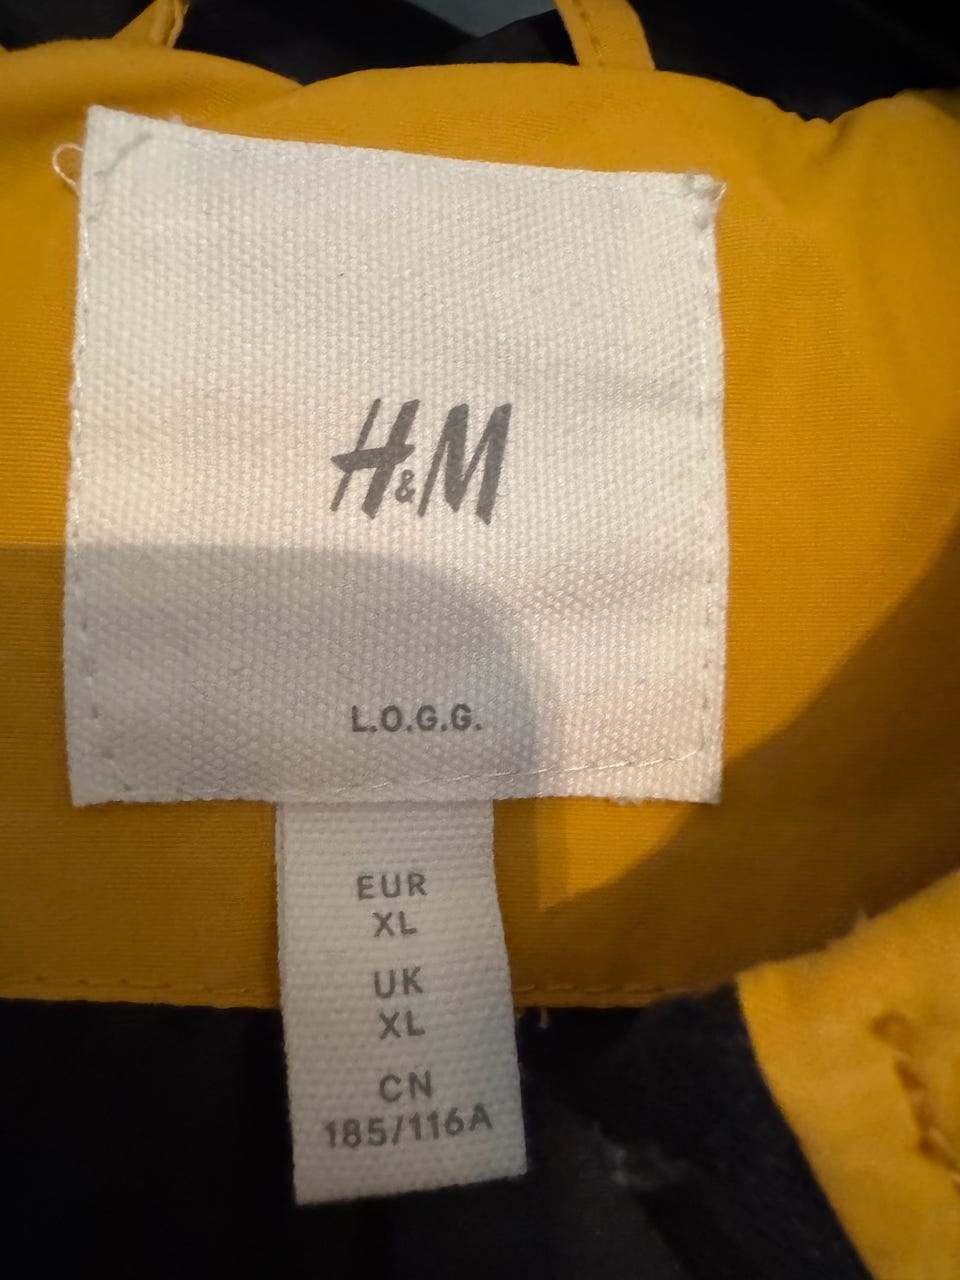 H&M
L.O.G.G.
EUR
XL
UK
XL
CN
185/116A